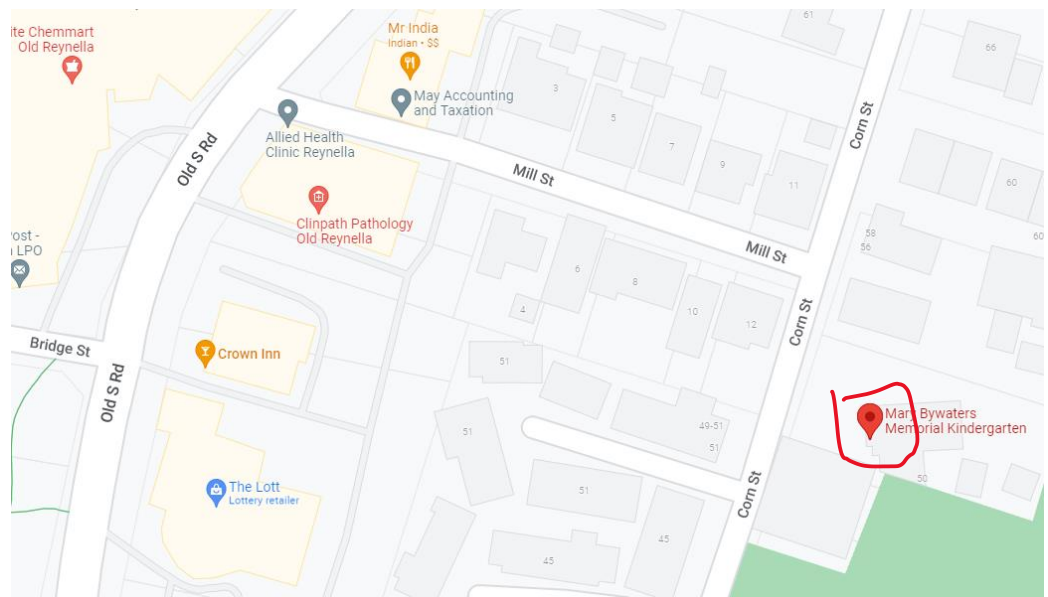 ite Chemmart
Old Reynella
Mr India
Indian • $$
May Accounting
and Taxation
Allied Health
Clinic Reynella
Clinpath Pathology
Old Reynella
Old S Rd
Mill St
Mill St
Corn St
61
66
3
5
7
9
11
60
60
58
56
ost -
LPO
Bridge St
Crown Inn
Old S Rd
The Lott
Lottery retailer
4
6
8
10
12
Corn St
51
51
49-51
51
51
45
45
Corn St
Mary Bywaters
Memorial Kindergarten
50